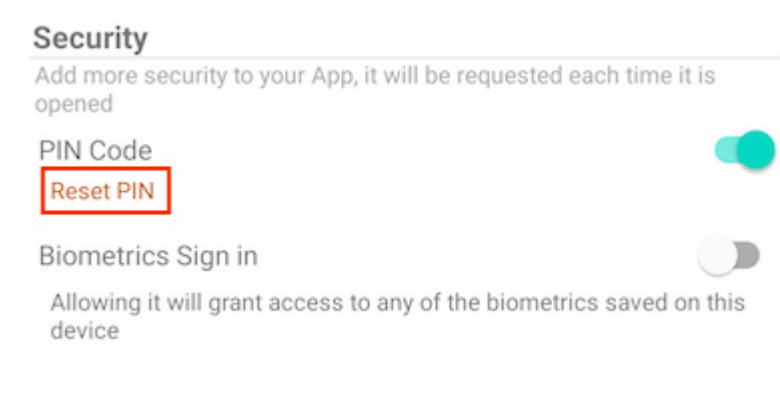 Security
Add more security to your App, it will be requested each time it is
opened
PIN Code
Reset PIN
Biometrics Sign in
Allowing it will grant access to any of the biometrics saved on this
device